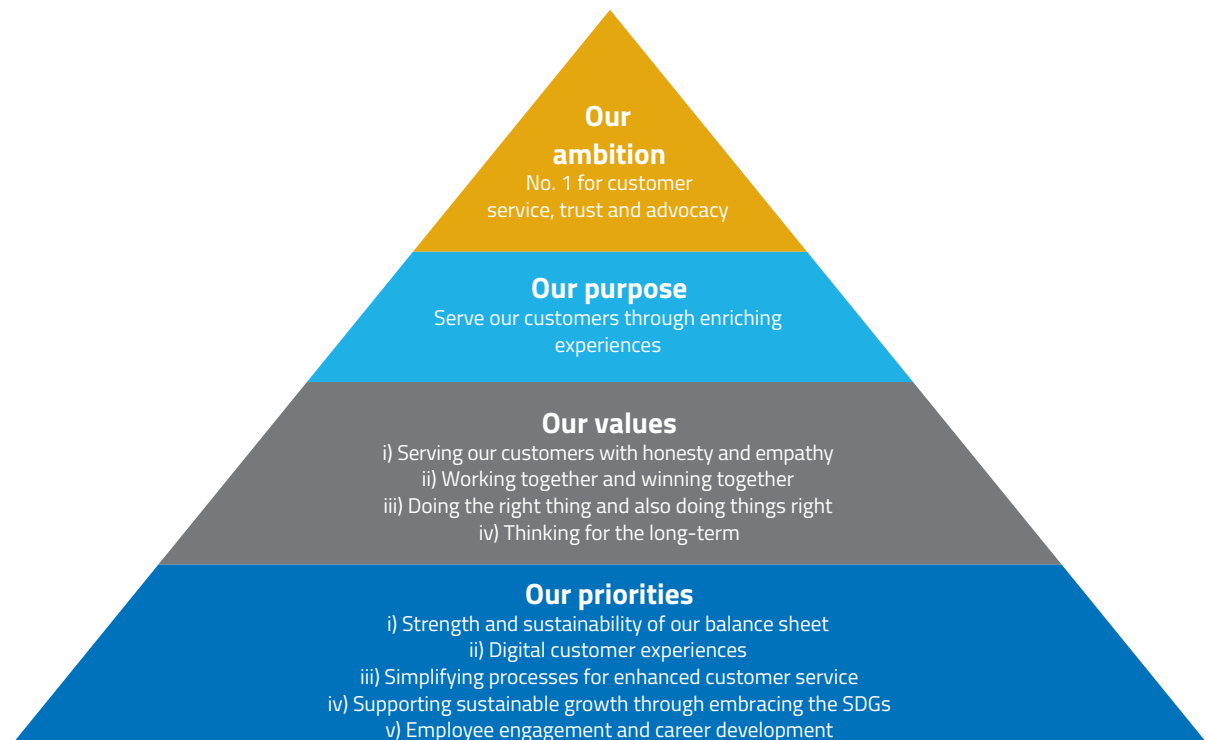 Our
ambition
No. 1 for customer
service, trust and advocacy
Our purpose
Serve our customers through enriching
experiences
Our values
i) Serving our customers with honesty and empathy
ii) Working together and winning together
iii) Doing the right thing and also doing things right
iv) Thinking for the long-term
Our priorities
i) Strength and sustainability of our balance sheet
ii) Digital customer experiences
iii) Simplifying processes for enhanced customer service
iv) Supporting sustainable growth through embracing the SDGs
v) Employee engagement and career development